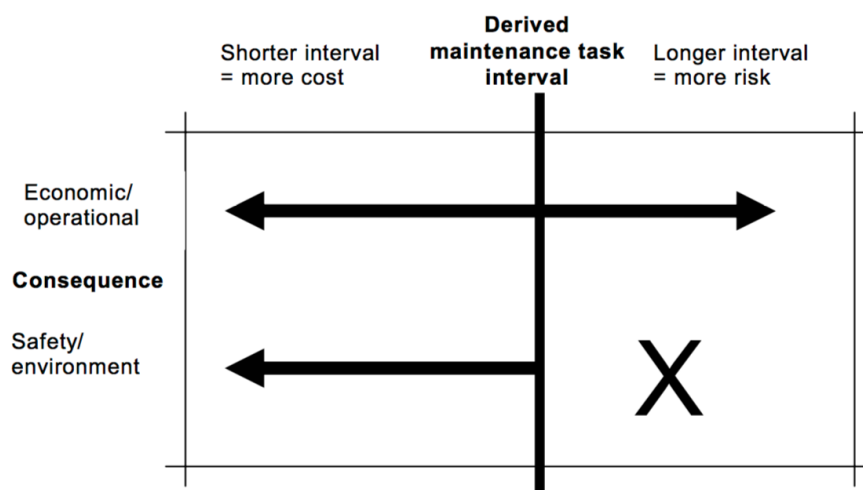 Derived
maintenance task
interval
Shorter interval
= more cost
Longer interval
= more risk
Economic/
operational
Consequence
Safety/
environment
X